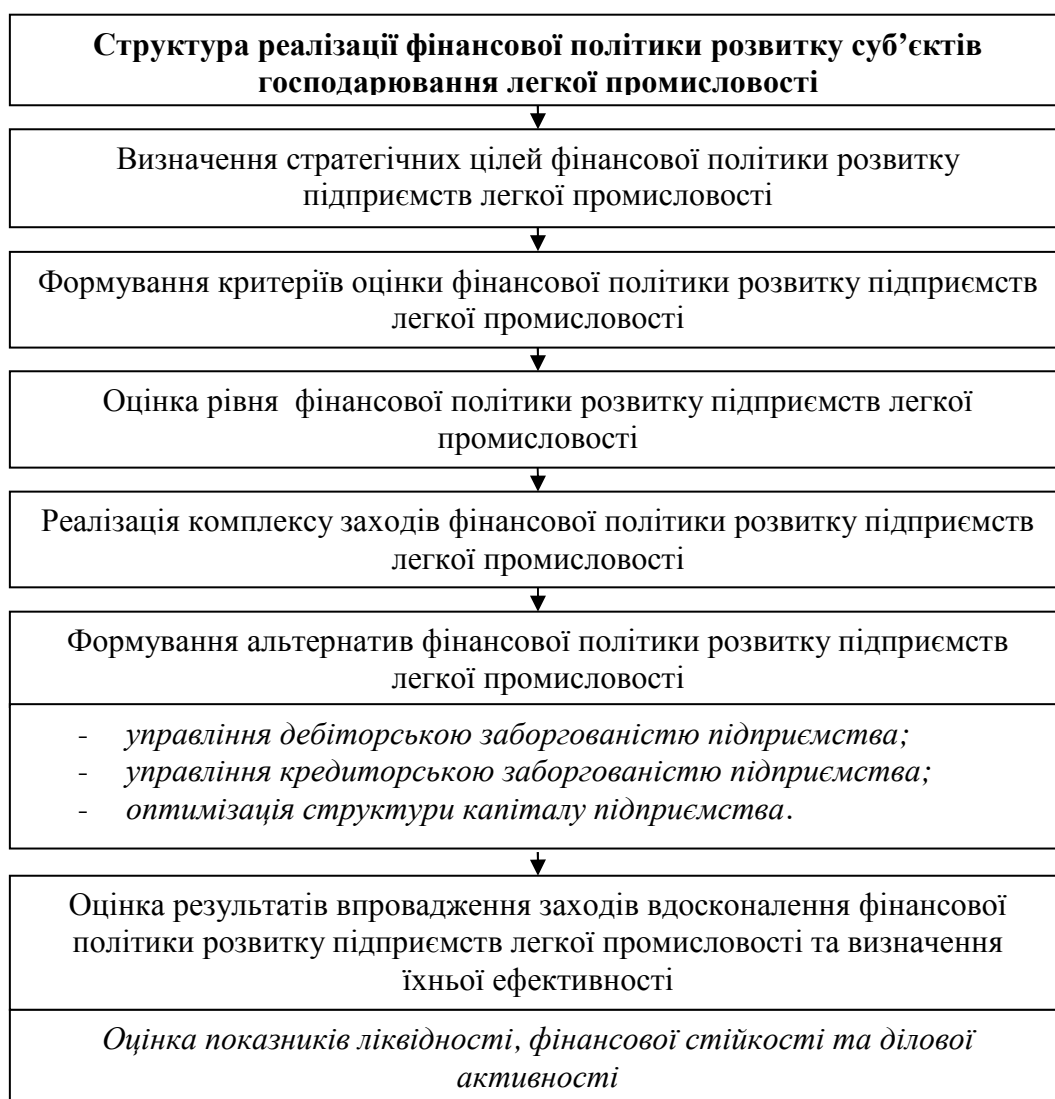 Структура реалізації фінансової політики розвитку суб’єктів
господарювання легкої промисловості
Визначення стратегічних цілей фінансової політики розвитку
підприємств легкої промисловості
Формування критеріїв оцінки фінансової політики розвитку підприємств
легкої промисловості
Оцінка рівня фінансової політики розвитку підприємств легкої
промисловості
Реалізація комплексу заходів фінансової політики розвитку підприємств
легкої промисловості
Формування альтернатив фінансової політики розвитку підприємств
легкої промисловості
- управління дебіторською заборгованістю підприємства;
- управління кредиторською заборгованістю підприємства;
- оптимізація структури капіталу підприємства.
Оцінка результатів впровадження заходів вдосконалення фінансової
політики розвитку підприємств легкої промисловості та визначення
їхньої ефективності
Оцінка показників ліквідності, фінансової стійкості та ділової
активності